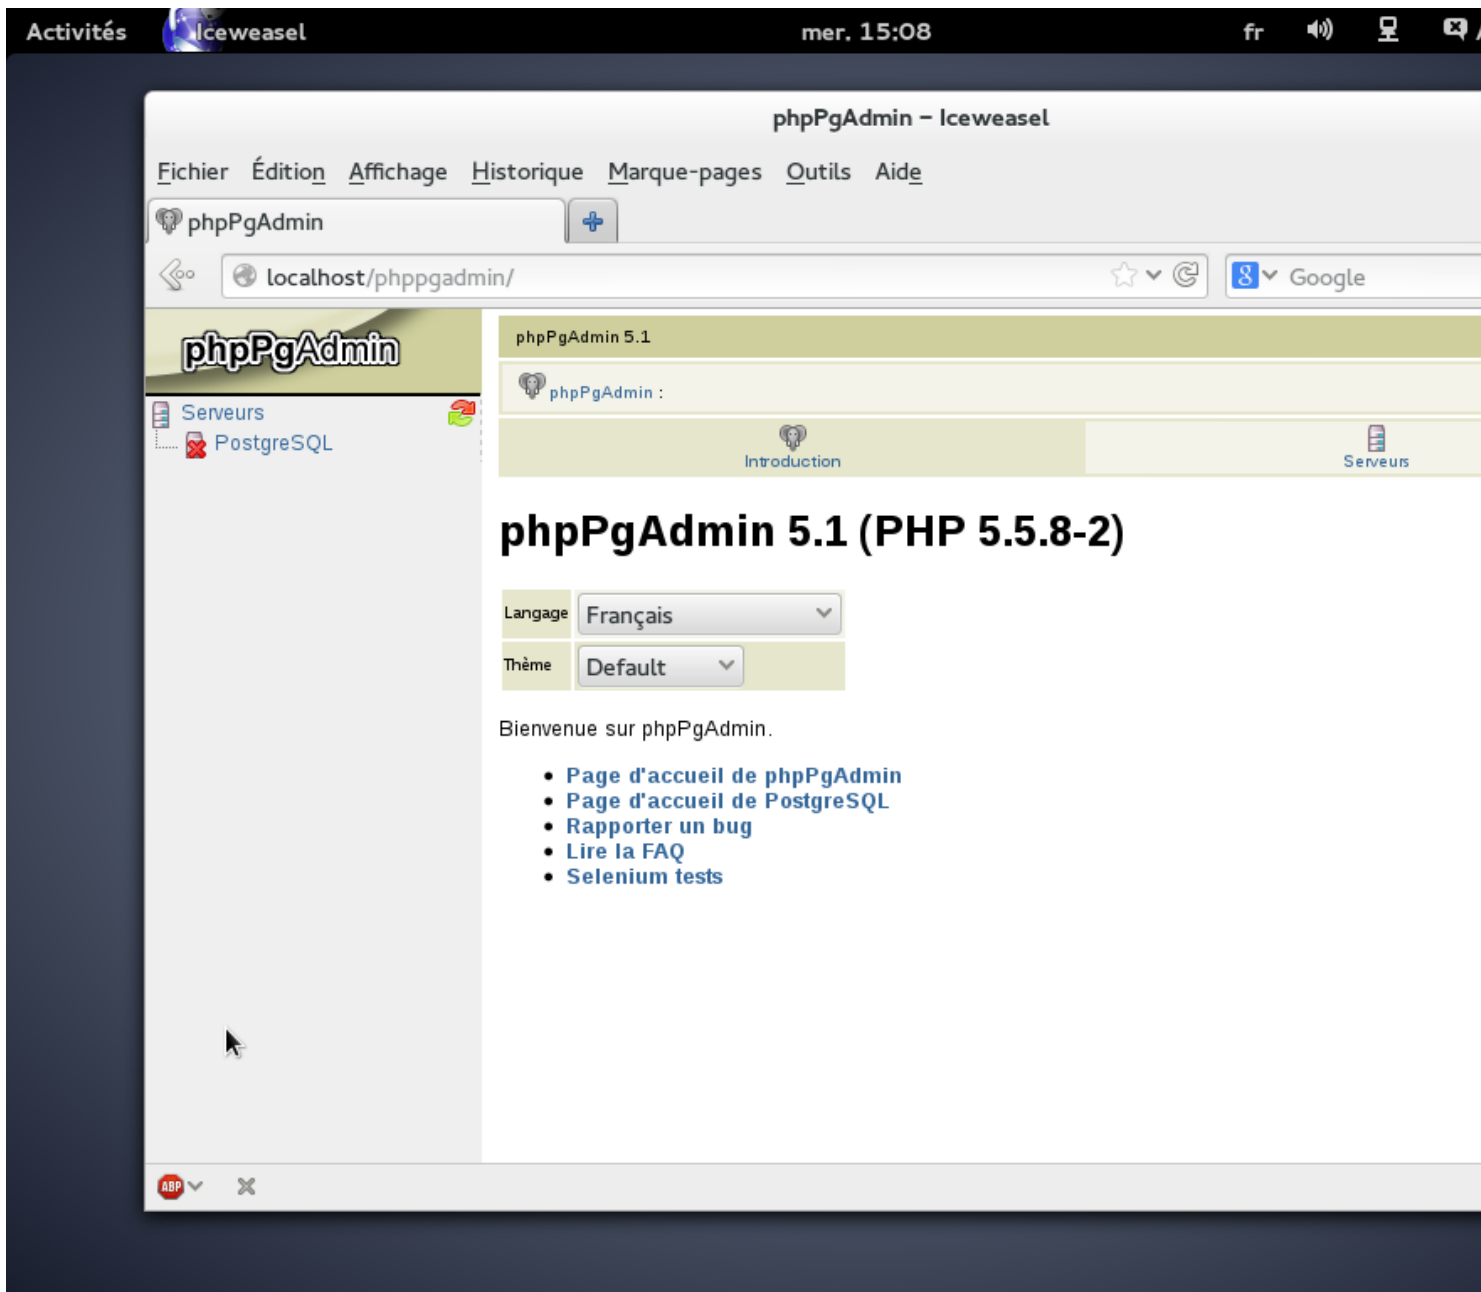 Activités Iceweasel mer. 15:08 fr
phpPgAdmin – Iceweasel
Fichier Édition Affichage Historique Marque-pages Outils Aide
phpPgAdmin
localhost/phppgadmin/ 8 Google
phpPgAdmin
Serveurs
PostgreSQL
phpPgAdmin 5.1
phpPgAdmin :
Introduction Serveurs
phpPgAdmin 5.1 (PHP 5.5.8-2)
Langage Français
Thème Default
Bienvenue sur phpPgAdmin.
• Page d'accueil de phpPgAdmin
• Page d'accueil de PostgreSQL
• Rapporter un bug
• Lire la FAQ
• Selenium tests
ABP